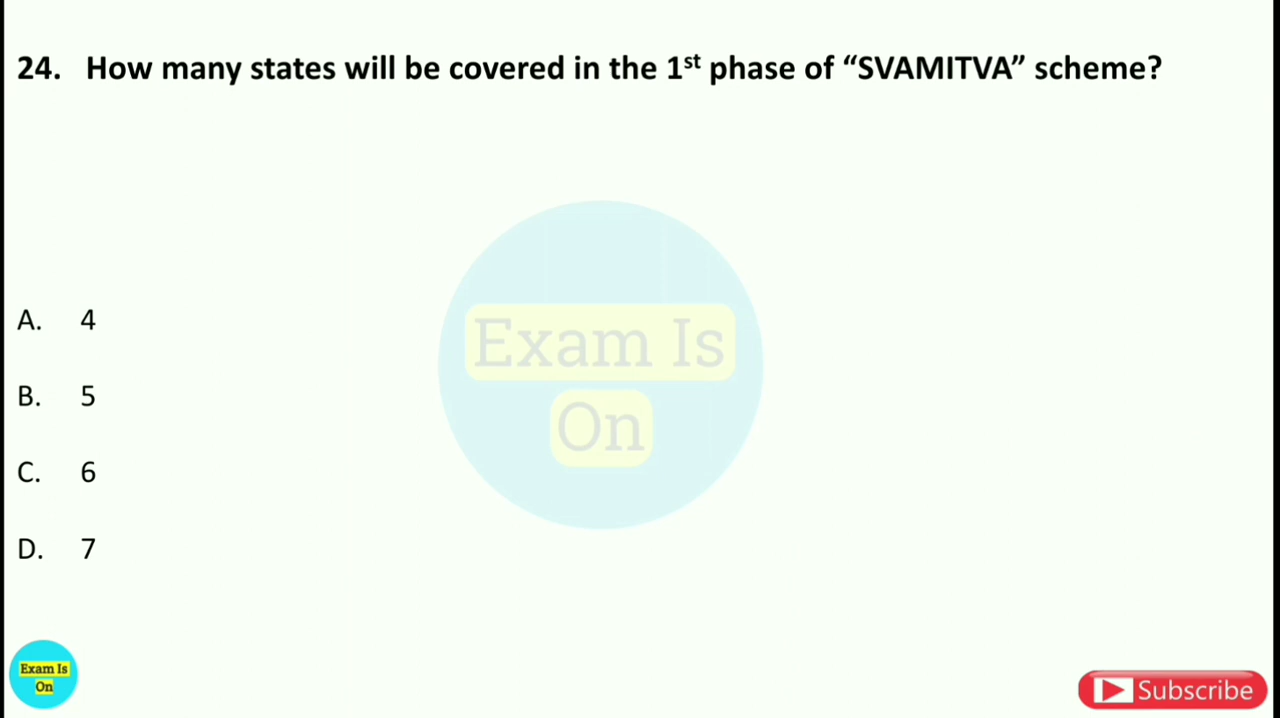 24. How many states will be covered in the 1st phase of “SVAMITVA” scheme?
Exam Is
On
A. 4
B. 5
C. 6
D. 7
Exam Is
On
Subscribe